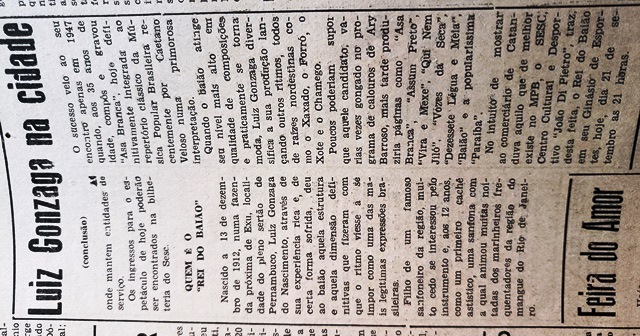 Luiz Gonzaga na cidade
(conclusão)
onde mantem entidades de
serviço.
Os ingressos para o es-
petáculo de hoje poderão
ser encontrados na bilhe-
teria do Sesc.
QUEM É O
"REI DO BAIÃO"
Nascido a 13 de dezem-
bro de 1912, numa fazen-
da próxima de Exu, locali-
dade do pleno sertão de
Pernambuco, Luiz Gonzaga
do Nascimento, através de
sua experiência rica e, de
certa forma sofrida, deu
ao baião aquela estrutura
e aquela dimensão defi-
nitivas que fizeram com
que o ritmo viesse a se
impor como uma das ma-
is legítimas expressões bra-
sileiras.
Filho de um famoso
sanfoneiro da região, mui-
to cedo se interessou pelo
instrumento e, aos 12 anos,
como um primeiro cachê
astístico, uma sanfona com
a qual animou muitas noi-
tadas dos marinheiros fre-
quentadores da região do
mangue do Rio de Janei-
ro.
O sucesso veio ao seu
encontro apenas em 1947
quando, aos 35 anos de
idade, compôs e gravou
"Asa Branca", hoje defi-
nitivamente integrada ao
repertório clássico da Mú-
sica Popular Brasileira re-
centemente por Caetano
Veloso numa primorosa
interpretação.
Quando o Baião atinge
seu nível mais alto em
qualidade de composições
e praticamente se torna
moda, Luiz Gonzaga diver-
sifica a sua produção lan-
çando outros ritmos, todos
de raízes nordestinas co-
mo o Xaxado, o Forró, o
Xote e o Chamego.
Poucos poderiam supor
que aquele candidato, vá-
rias vezes gongado no pro-
grama de calouros de Ary
Barroso, mais tarde produ-
ziria páginas como "Asa
Branca", "Assum Preto",
"Vira e Mexe", "Qui Nem
Jiló", "Vozes da Sêca",
"Dezessete Légua e Meia",
"Baião" e a popularíssima
"Paraíba".
No intuito de mostrar
ao comerciário de Catan-
duva aquilo que de melhor
existe no MPB, o SESC,
Centro Cultural e Despor-
tivo "João Di Pietro", traz,
desta feita, o Rei do Baião
em seu Ginásio de Espor-
tes, hoje, dia 21 de se-
tembro às 21 horas.
Feira do Amor